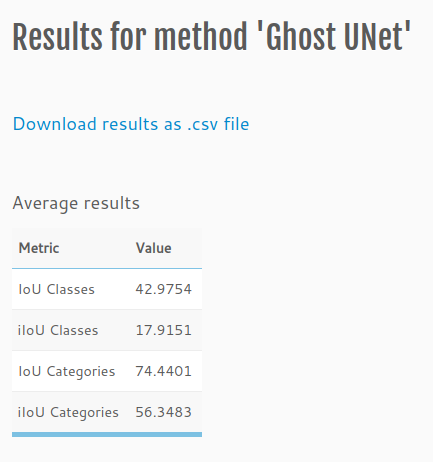 Results for method 'Ghost UNet'
Download results as .csv file
Average results
Metric Value
IoU Classes 42.9754
iIoU Classes 17.9151
IoU Categories 74.4401
iIoU Categories 56.3483